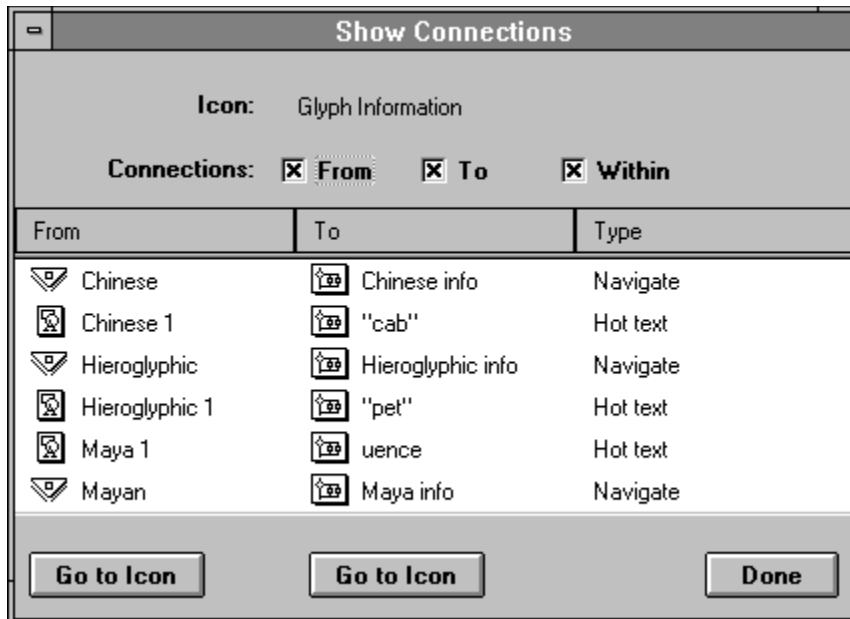 Show Connections
Icon: Glyph Information
Connections: From To Within
From To Type
Chinese Chinese info Navigate
Chinese 1 "cab" Hot text
Hieroglyphic Hieroglyphic info Navigate
Hieroglyphic 1 "pet" Hot text
Maya 1 uence Hot text
Mayan Maya info Navigate
Go to Icon Go to Icon Done